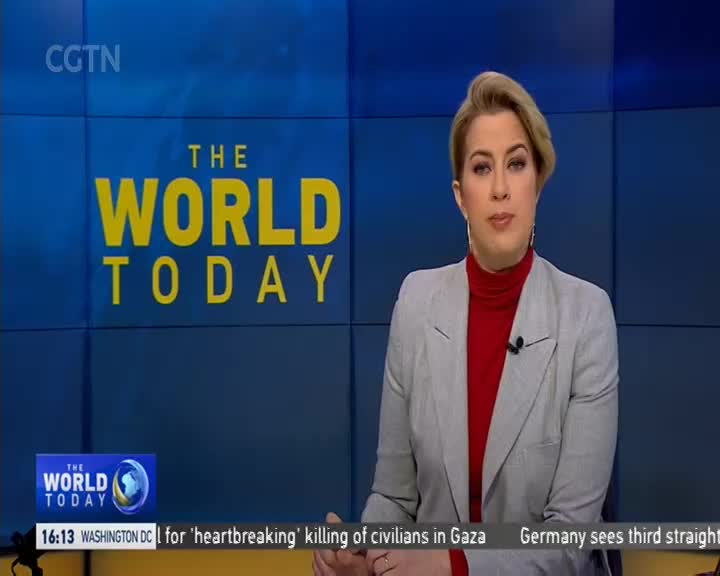 CGTN
THE
WORLD
TODAY
THE
WORLD
TODAY
16:13 WASHINGTON DC l for 'heartbreaking' killing of civilians in Gaza Germany sees third straight